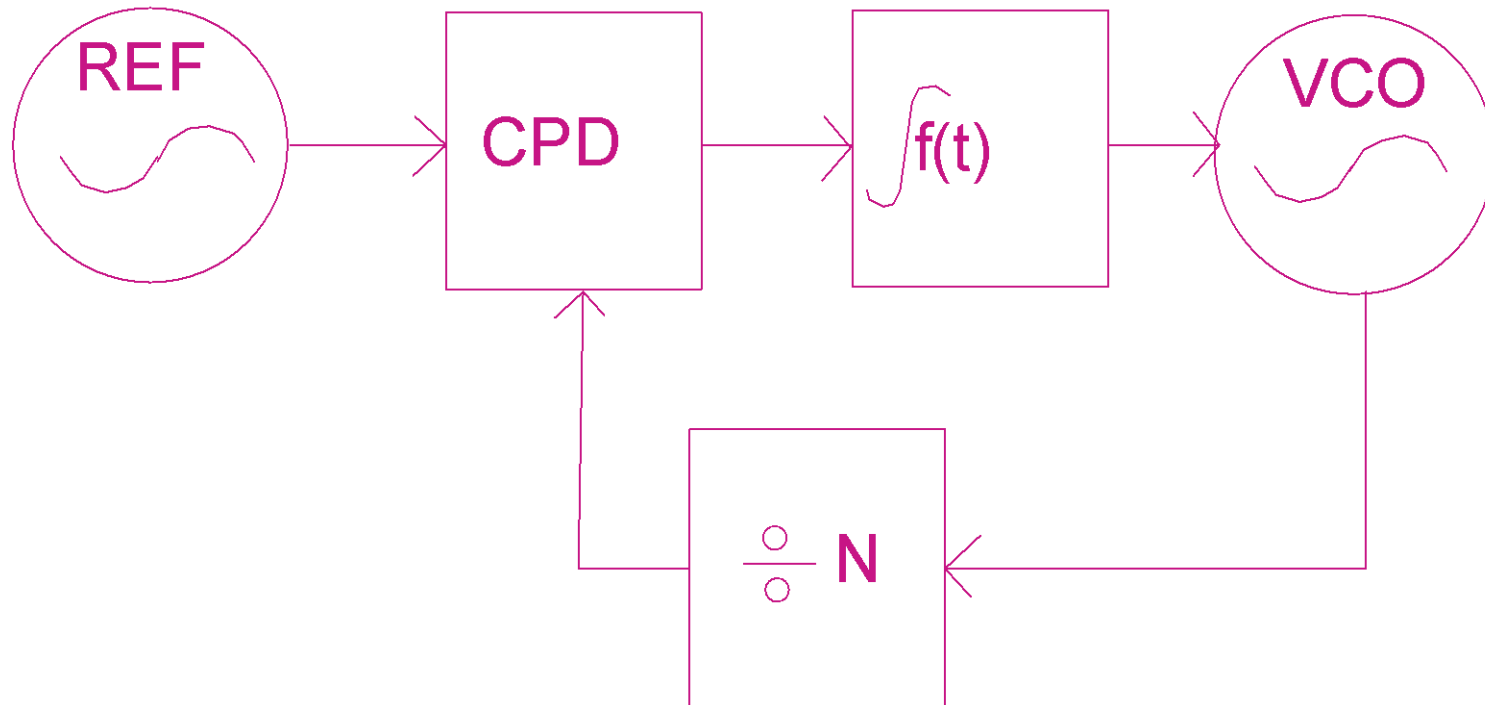 REF
CPD
∫f(t)
VCO
÷ N